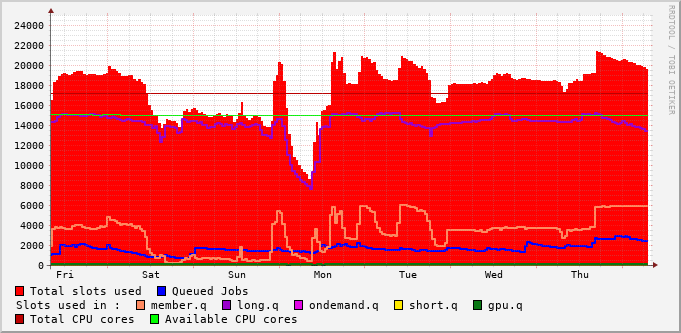 RRDTOOL / TOBI OETIKER
24000
22000
20000
18000
16000
14000
12000
10000
8000
6000
4000
2000
0
Fri Sat Sun Mon Tue Wed Thu
Total slots used Queued Jobs
Slots used in : member.q long.q ondemand.q short.q gpu.q
Total CPU cores Available CPU cores